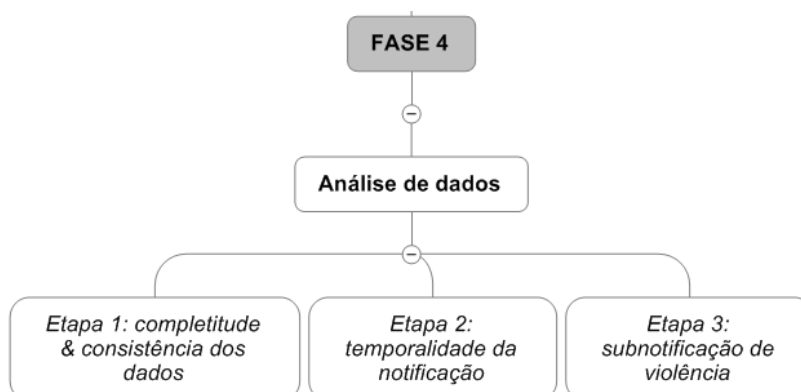 FASE 4
Análise de dados
Etapa 1: completitude
& consistência dos
dados
Etapa 2:
temporalidade da
notificação
Etapa 3:
subnotificação de
violência